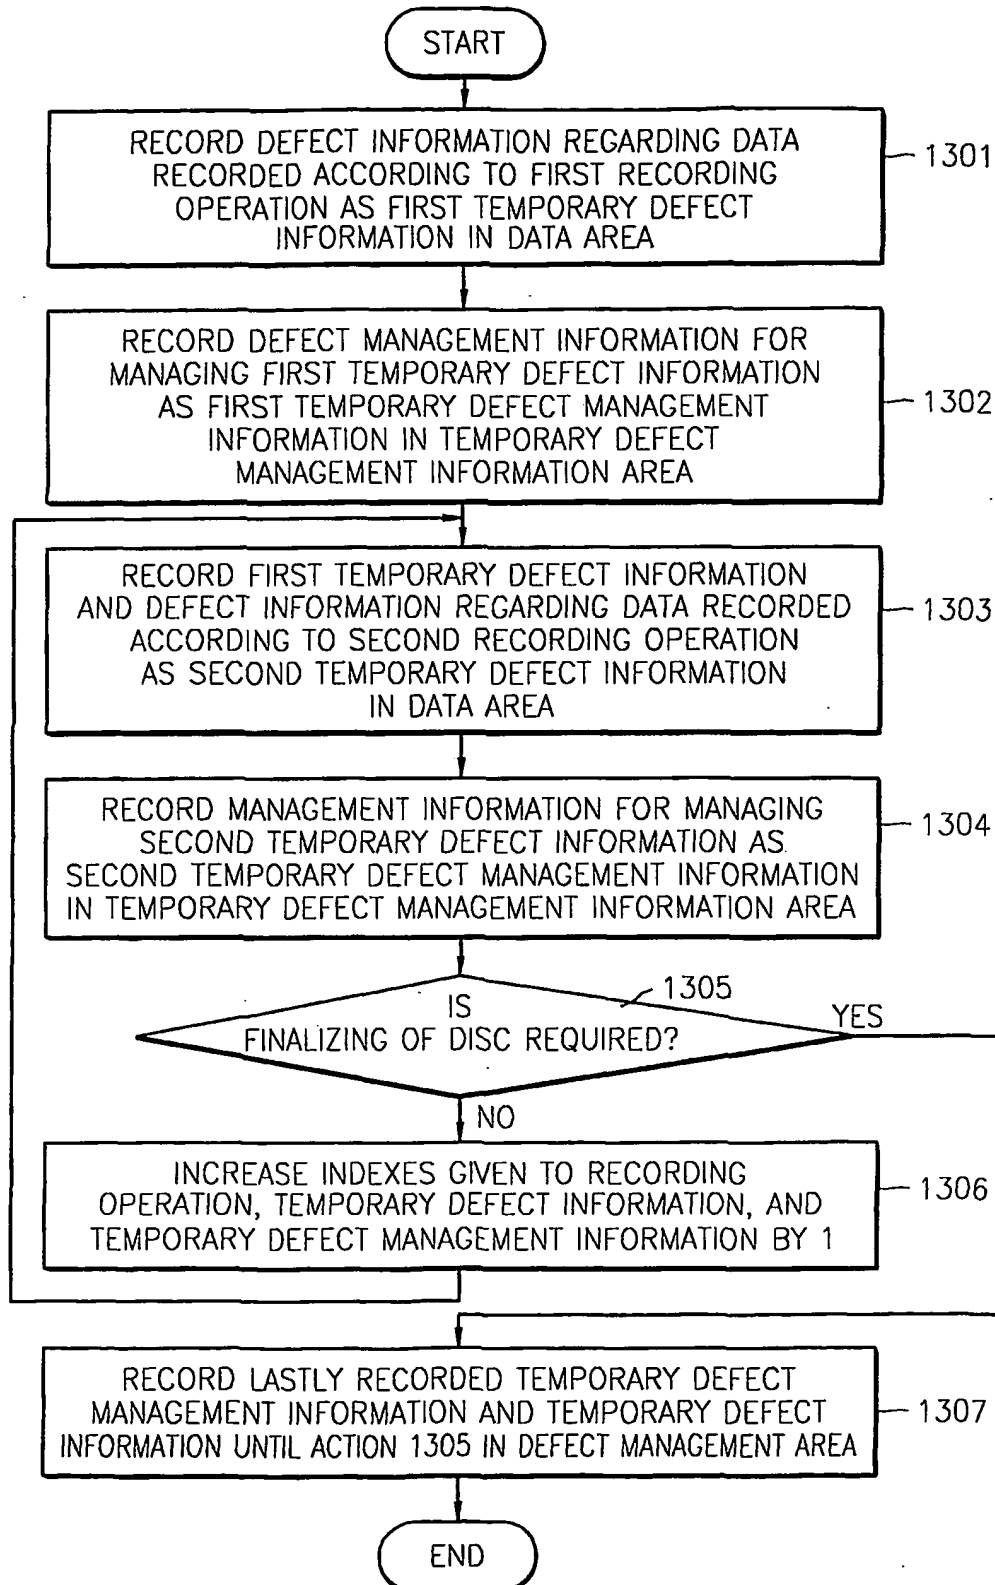 START
RECORD DEFECT INFORMATION REGARDING DATA
RECORDED ACCORDING TO FIRST RECORDING
OPERATION AS FIRST TEMPORARY DEFECT
INFORMATION IN DATA AREA
1301
RECORD DEFECT MANAGEMENT INFORMATION FOR
MANAGING FIRST TEMPORARY DEFECT INFORMATION
AS FIRST TEMPORARY DEFECT MANAGEMENT
INFORMATION IN TEMPORARY DEFECT
MANAGEMENT INFORMATION AREA
1302
RECORD FIRST TEMPORARY DEFECT INFORMATION
AND DEFECT INFORMATION REGARDING DATA RECORDED
ACCORDING TO SECOND RECORDING OPERATION
AS SECOND TEMPORARY DEFECT INFORMATION
IN DATA AREA
1303
RECORD MANAGEMENT INFORMATION FOR MANAGING
SECOND TEMPORARY DEFECT INFORMATION AS
SECOND TEMPORARY DEFECT MANAGEMENT INFORMATION
IN TEMPORARY DEFECT MANAGEMENT INFORMATION AREA
1304
1305
IS
FINALIZING OF DISC REQUIRED?
YES
NO
INCREASE INDEXES GIVEN TO RECORDING
OPERATION, TEMPORARY DEFECT INFORMATION, AND
TEMPORARY DEFECT MANAGEMENT INFORMATION BY 1
1306
RECORD LASTLY RECORDED TEMPORARY DEFECT
MANAGEMENT INFORMATION AND TEMPORARY DEFECT
INFORMATION UNTIL ACTION 1305 IN DEFECT MANAGEMENT AREA
1307
END